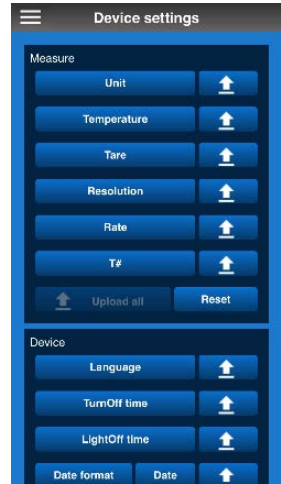 Device settings
Measure
Unit
Temperature
Tare
Resolution
Rate
T#
Upload all Reset
Device
Language
TurnOff time
LightOff time
Date format Date